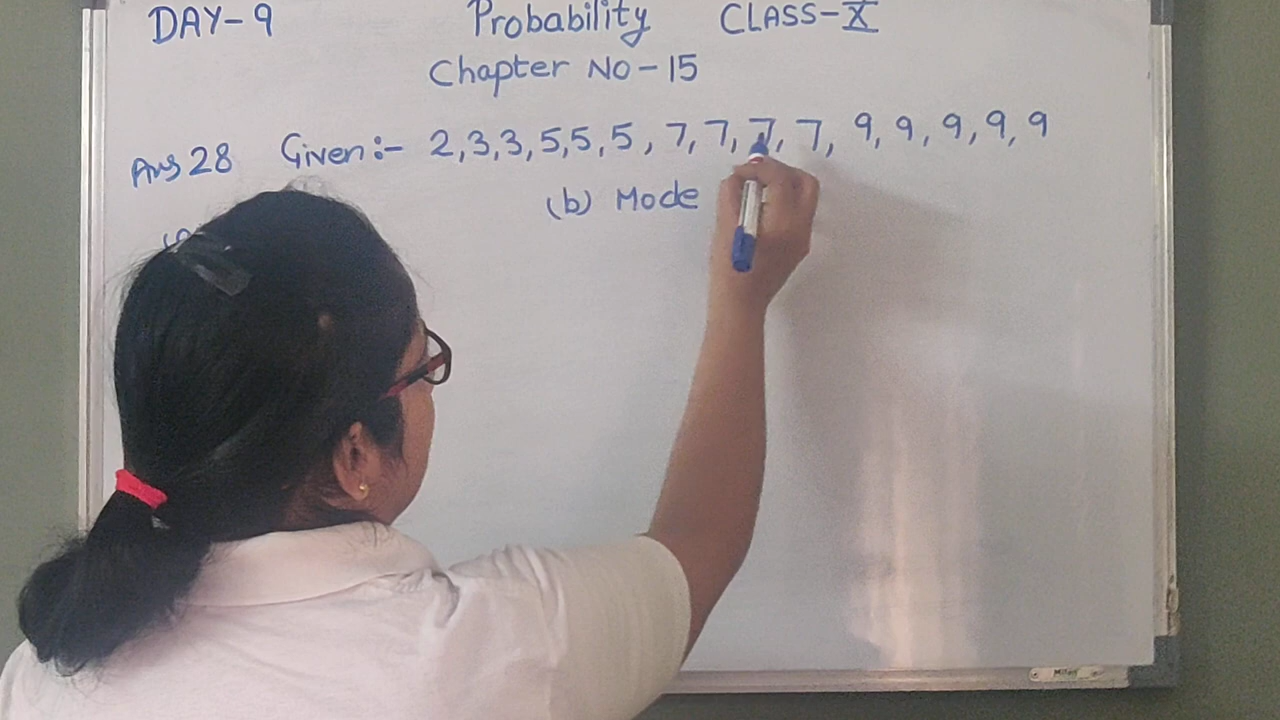 DAY-9 Probability CLASS-X
Chapter NO-15
Ans 28 Given:- 2,3,3,5,5,5,7,7,7,7,9,9,9,9,9
(b) Mode